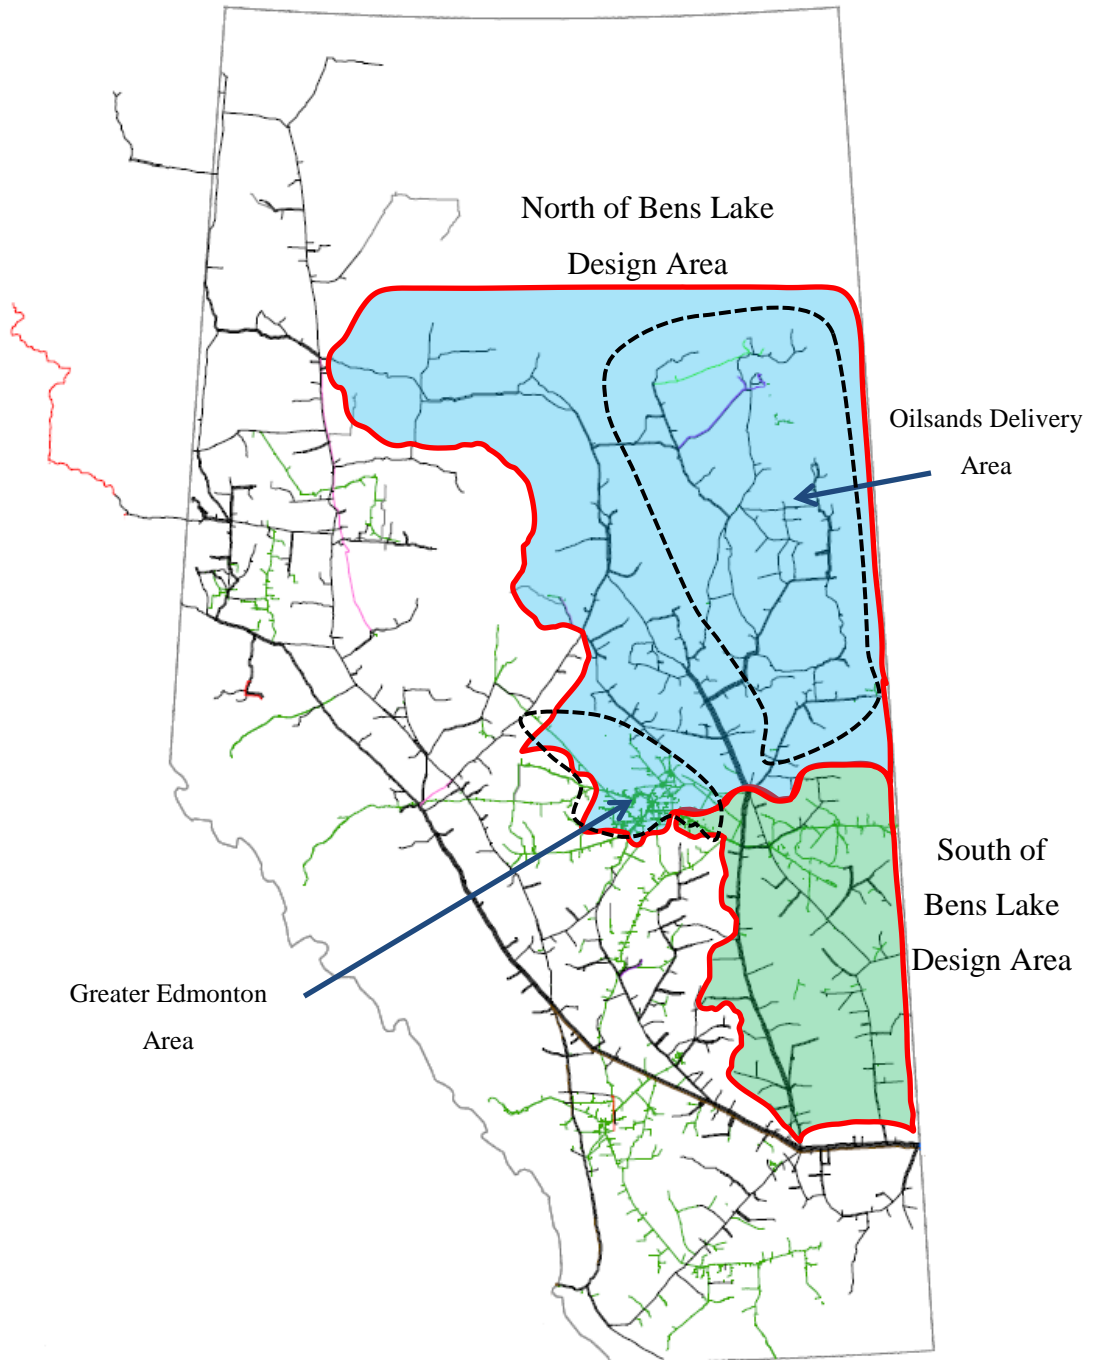 North of Bens Lake
Design Area
Oilsands Delivery
Area
South of
Bens Lake
Design Area
Greater Edmonton
Area